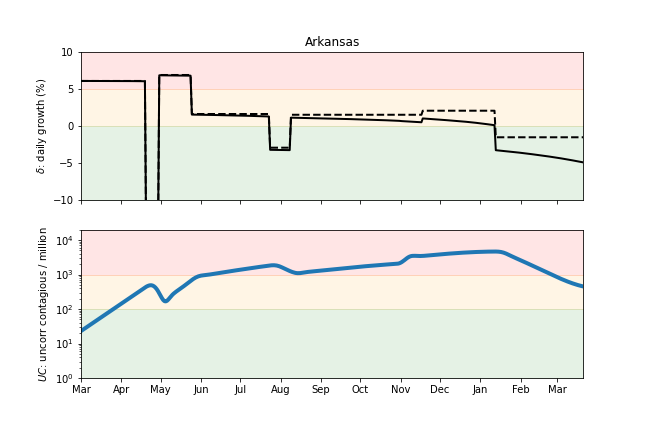 Arkansas
δ: daily growth (%)
10
5
0
−5
−10
UC: uncorr contagious / million
10⁴
10³
10²
10¹
10⁰
Mar Apr May Jun Jul Aug Sep Oct Nov Dec Jan Feb Mar